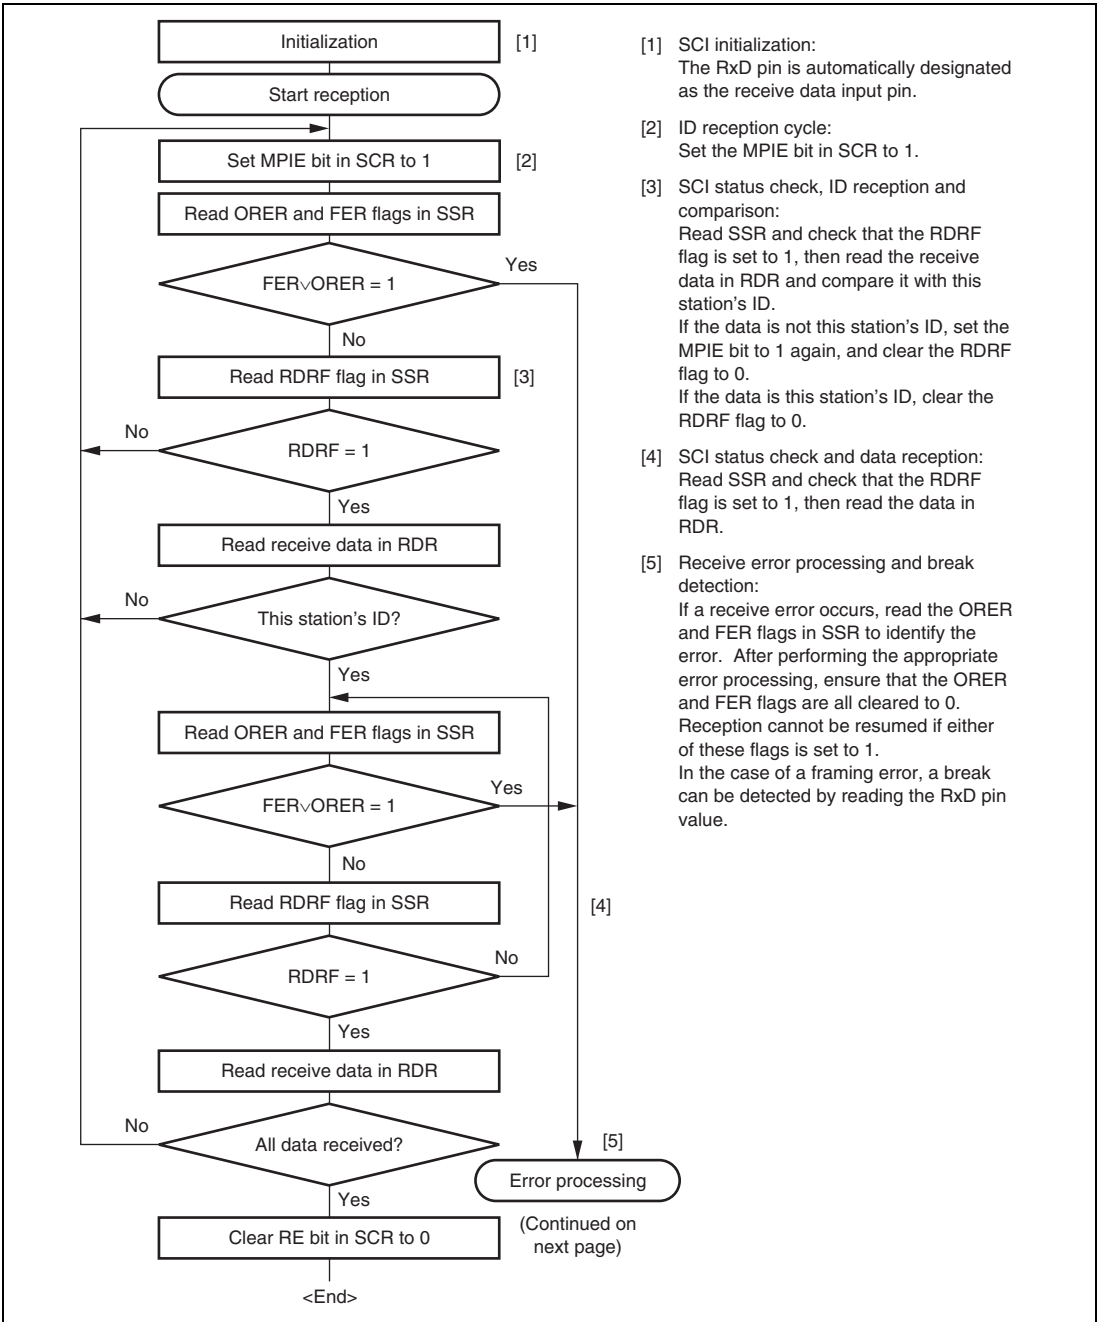 Initialization
[1]
Start reception
Set MPIE bit in SCR to 1
[2]
Read ORER and FER flags in SSR
FER∨ORER = 1
Yes
No
Read RDRF flag in SSR
[3]
RDRF = 1
No
Yes
Read receive data in RDR
This station's ID?
No
Yes
Read ORER and FER flags in SSR
FER∨ORER = 1
Yes
No
Read RDRF flag in SSR
[4]
RDRF = 1
No
Yes
Read receive data in RDR
All data received?
No
Yes
[5]
Error processing
(Continued on
next page)
Clear RE bit in SCR to 0
<End>
[1] SCI initialization:
The RxD pin is automatically designated
as the receive data input pin.
[2] ID reception cycle:
Set the MPIE bit in SCR to 1.
[3] SCI status check, ID reception and
comparison:
Read SSR and check that the RDRF
flag is set to 1, then read the receive
data in RDR and compare it with this
station's ID.
If the data is not this station's ID, set the
MPIE bit to 1 again, and clear the RDRF
flag to 0.
If the data is this station's ID, clear the
RDRF flag to 0.
[4] SCI status check and data reception:
Read SSR and check that the RDRF
flag is set to 1, then read the data in
RDR.
[5] Receive error processing and break
detection:
If a receive error occurs, read the ORER
and FER flags in SSR to identify the
error. After performing the appropriate
error processing, ensure that the ORER
and FER flags are all cleared to 0.
Reception cannot be resumed if either
of these flags is set to 1.
In the case of a framing error, a break
can be detected by reading the RxD pin
value.